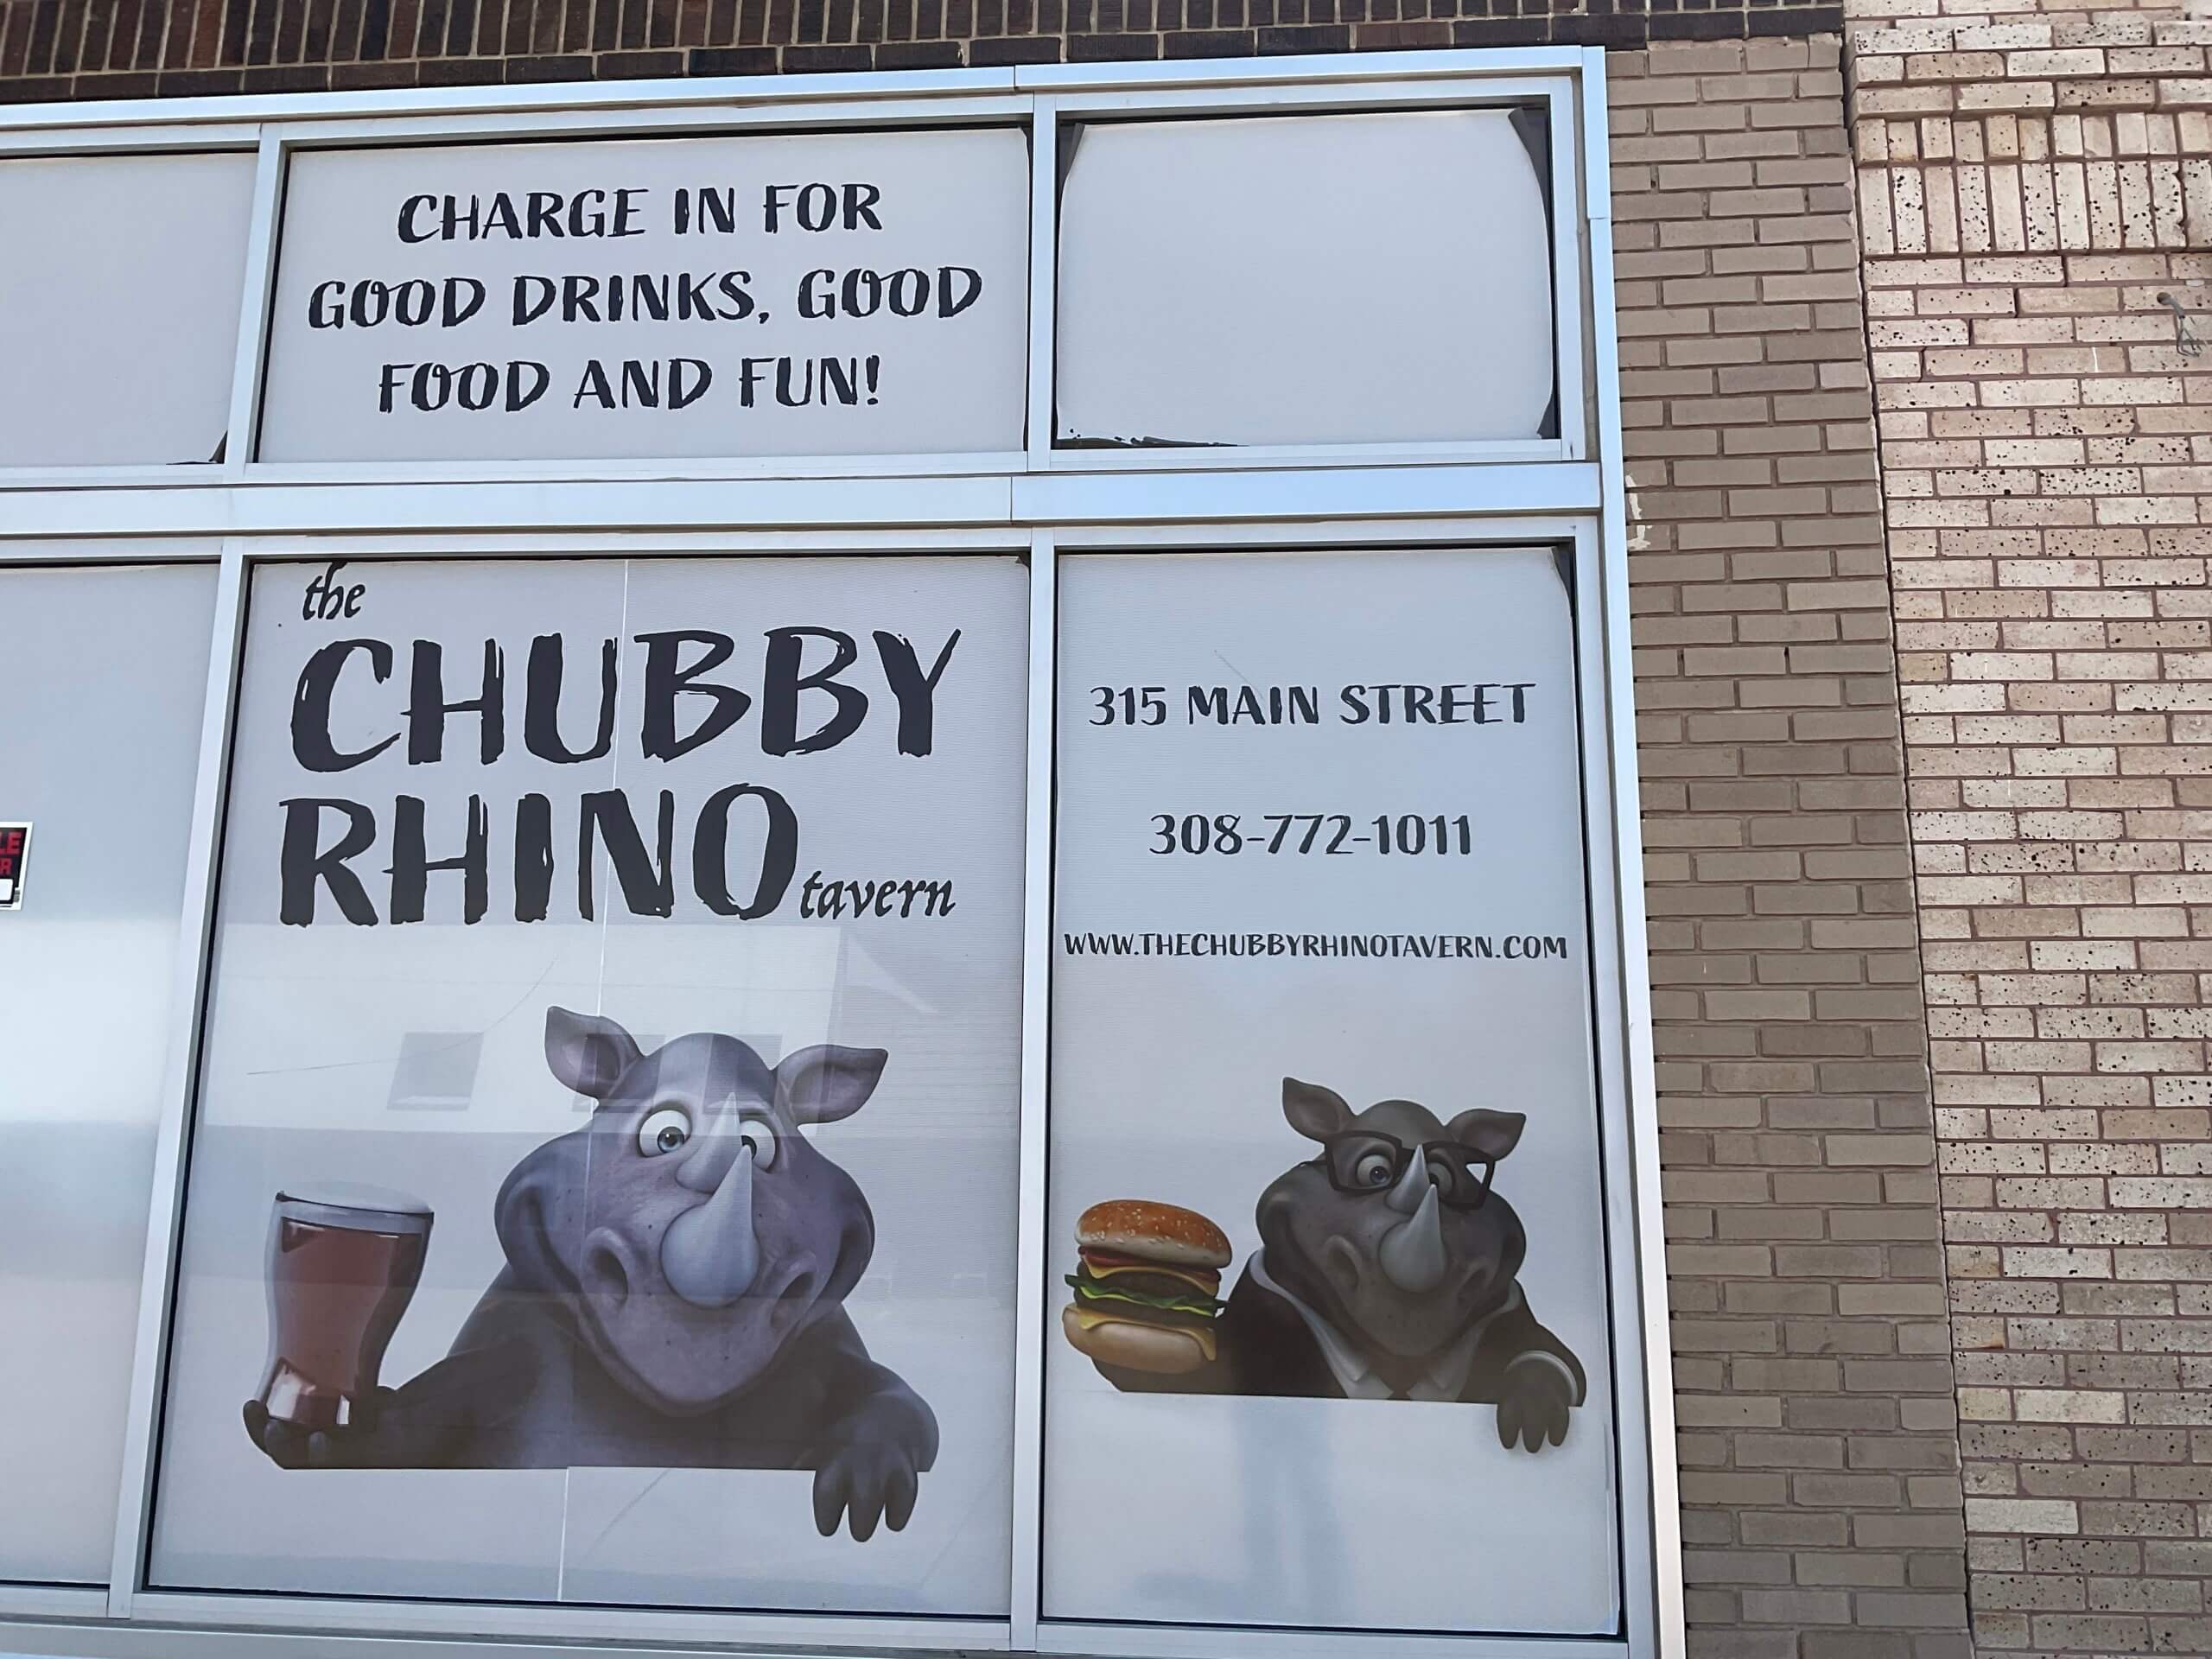 CHARGE IN FOR
GOOD DRINKS, GOOD
FOOD AND FUN!
the
CHUBBY
RHINO tavern
315 MAIN STREET
308-772-1011
WWW.THECHUBBYRHINOTAVERN.COM